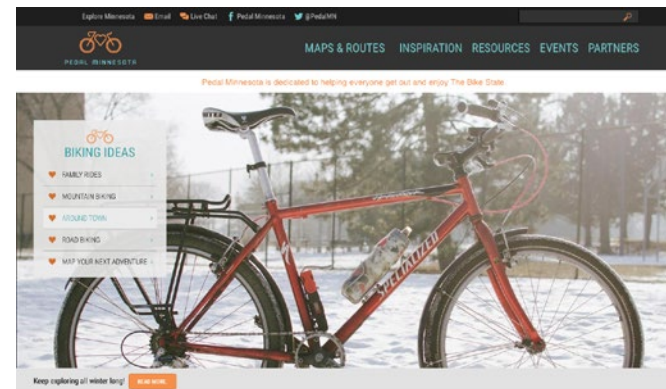 Explore Minnesota Email Live Chat Pedal Minnesota @PedalMN
PEDAL MINNESOTA
MAPS & ROUTES INSPIRATION RESOURCES EVENTS PARTNERS
Pedal Minnesota is dedicated to helping everyone get out and enjoy The Bike State.
BIKING IDEAS
FAMILY RIDES
MOUNTAIN BIKING
AROUND TOWN
ROAD BIKING
MAP YOUR NEXT ADVENTURE
SPECIALIZED
Keep exploring all winter long! READ MORE